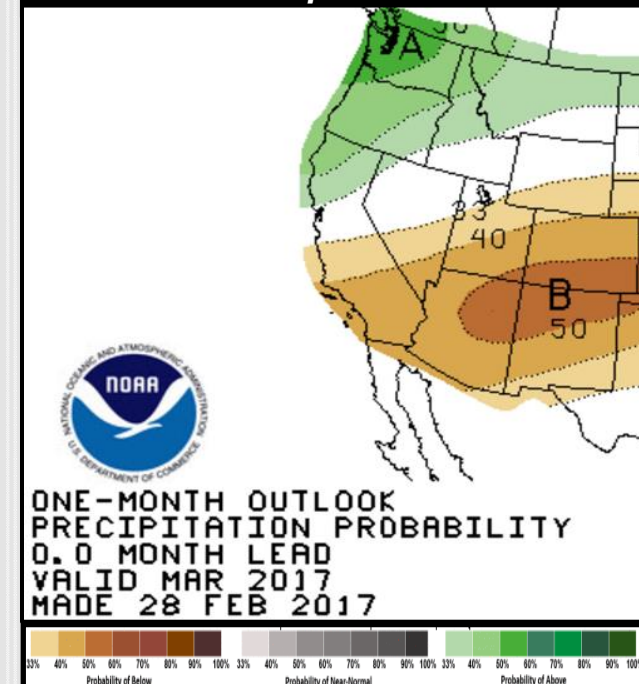 50
A
33
40
B
50
NATIONAL OCEANIC AND ATMOSPHERIC ADMINISTRATION
NOAA
U.S. DEPARTMENT OF COMMERCE
ONE-MONTH OUTLOOK
PRECIPITATION PROBABILITY
0.0 MONTH LEAD
VALID MAR 2017
MADE 28 FEB 2017
33% 40% 50% 60% 70% 80% 90% 100% 33% 40% 50% 60% 70% 80% 90% 100% 33% 40% 50% 60% 70% 80% 90% 100
Probability of Below Probability of Near-Normal Probability of Above